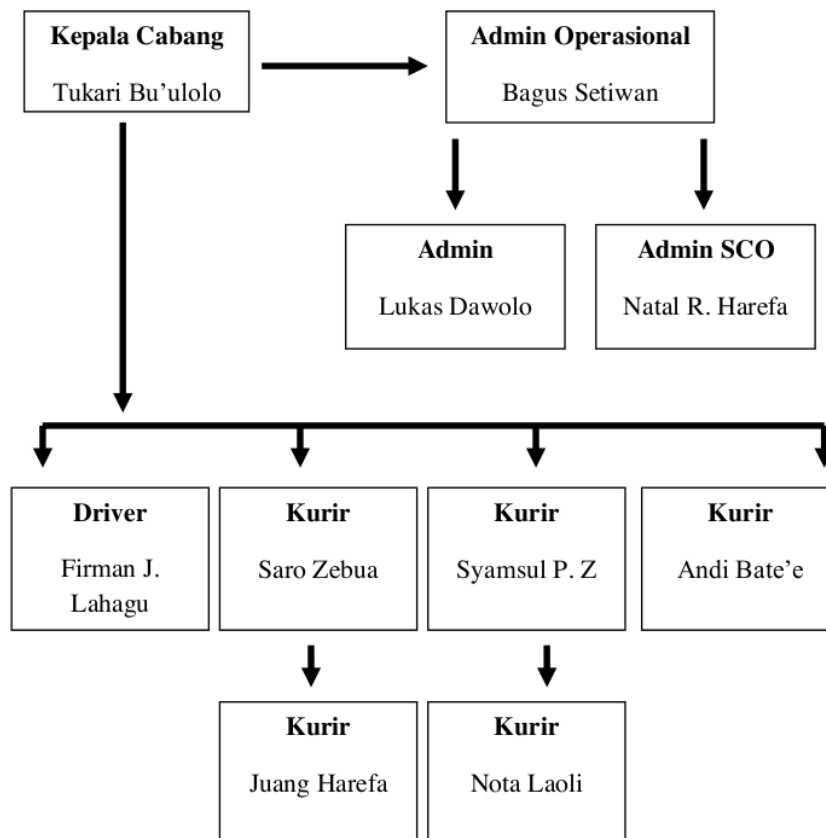 Kepala Cabang
Tukari Bu’ulolo
Admin Operasional
Bagus Setiwan
Admin
Lukas Dawolo
Admin SCO
Natal R. Harefa
Driver
Firman J.
Lahagu
Kurir
Saro Zebua
Kurir
Syamsul P. Z
Kurir
Andi Bate’e
Kurir
Juang Harefa
Kurir
Nota Laoli